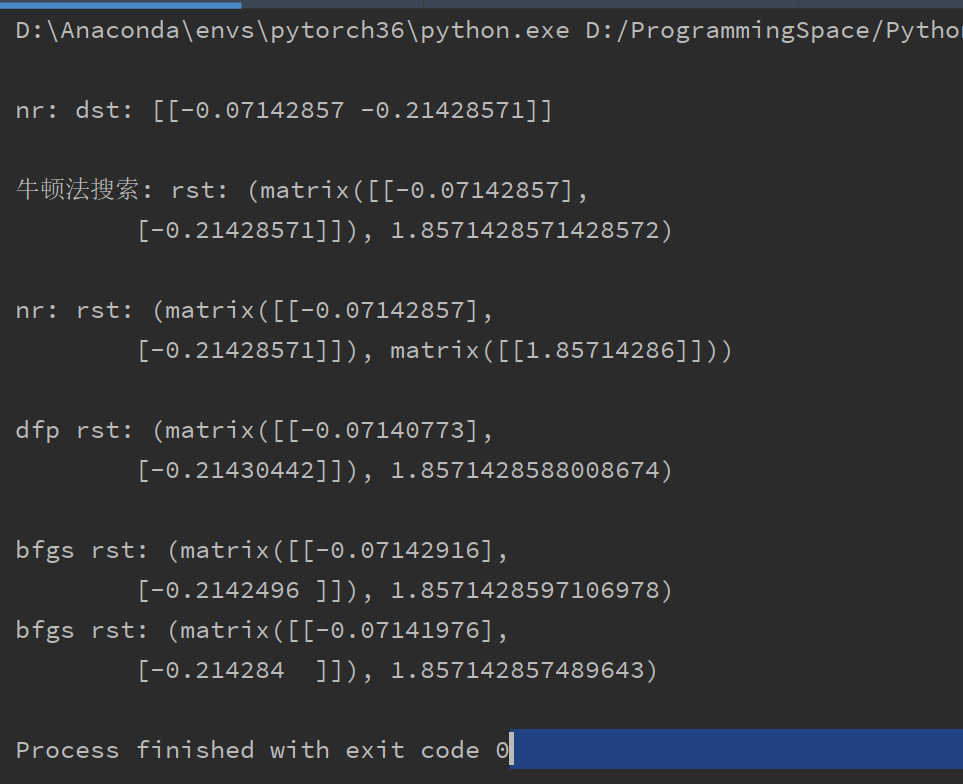 D:\Anaconda\envs\pytorch36\python.exe D:/ProgrammingSpace/Pytho
nr: dst: [[-0.07142857 -0.21428571]]
牛顿法搜索: rst: (matrix([[-0.07142857],
        [-0.21428571]]), 1.8571428571428572)
nr: rst: (matrix([[-0.07142857],
        [-0.21428571]]), matrix([[1.85714286]]))
dfp rst: (matrix([[-0.07140773],
        [-0.21430442]]), 1.8571428588008674)
bfgs rst: (matrix([[-0.07142916],
        [-0.2142496 ]]), 1.8571428597106978)
bfgs rst: (matrix([[-0.07141976],
        [-0.214284  ]]), 1.857142857489643)
Process finished with exit code 0